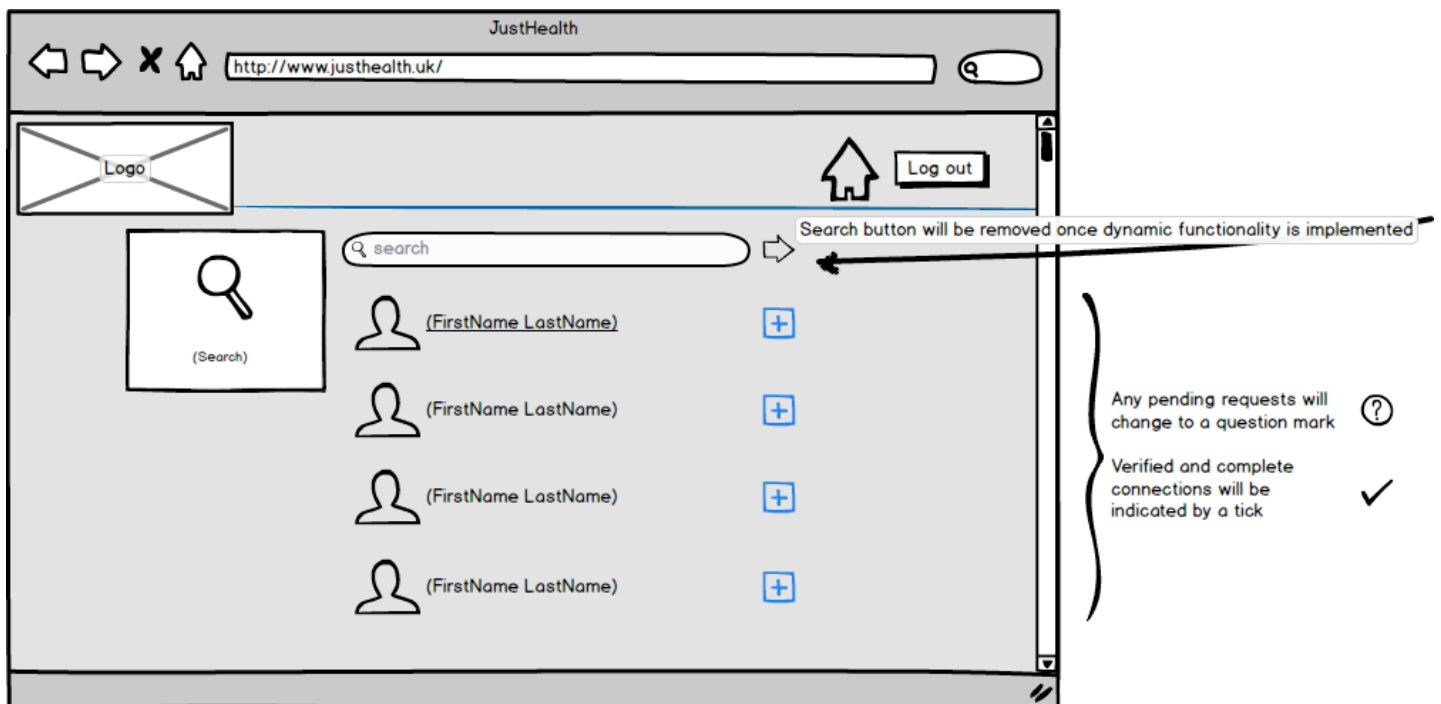 JustHealth
http://www.justhealth.uk/
Logo
Log out
Search button will be removed once dynamic functionality is implemented
search
(Search)
(FirstName LastName)
(FirstName LastName)
(FirstName LastName)
(FirstName LastName)
Any pending requests will
change to a question mark
?
Verified and complete
connections will be
indicated by a tick